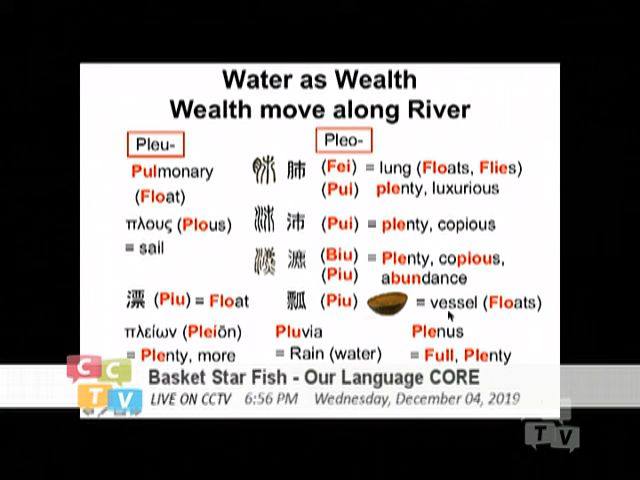 Water as Wealth
Wealth move along River
Pleu-
Pleo-
Pulmonary
(Float)
肺 (Fei) = lung (Floats, Flies)
(Pui) plenty, luxurious
πλους (Plous)
= sail
沛 (Pui) = plenty, copious
漉 (Biu) = Plenty, copious,
(Piu) abundance
漂 (Piu) = Float
瓢 (Piu) = vessel (Floats)
πλείων (Pleiōn)
= Plenty, more
Pluvia
= Rain (water)
Plenus
= Full, Plenty
CCTV
Basket Star Fish - Our Language CORE
LIVE ON CCTV 6:56 PM Wednesday, December 04, 2019
TV